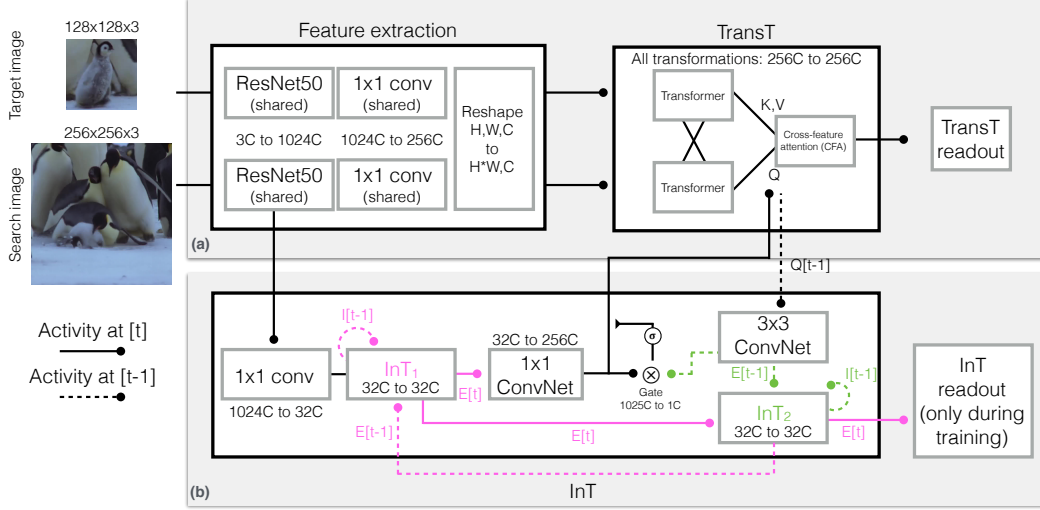 128x128x3
Target image
256x256x3
Search image
Activity at [t]
Activity at [t-1]
Feature extraction
ResNet50
(shared)
1x1 conv
(shared)
3C to 1024C
1024C to 256C
ResNet50
(shared)
1x1 conv
(shared)
Reshape
H,W,C
to
H*W,C
(a)
TransT
All transformations: 256C to 256C
Transformer
Transformer
K,V
Q
Cross-feature
attention (CFA)
TransT
readout
Q[t-1]
1x1 conv
1024C to 32C
I[t-1]
InT1
32C to 32C
E[t]
32C to 256C
1x1
ConvNet
σ
Gate
1025C to 1C
3x3
ConvNet
E[t-1]
I[t-1]
InT2
32C to 32C
E[t]
E[t]
E[t-1]
InT
readout
(only during
training)
(b)
InT